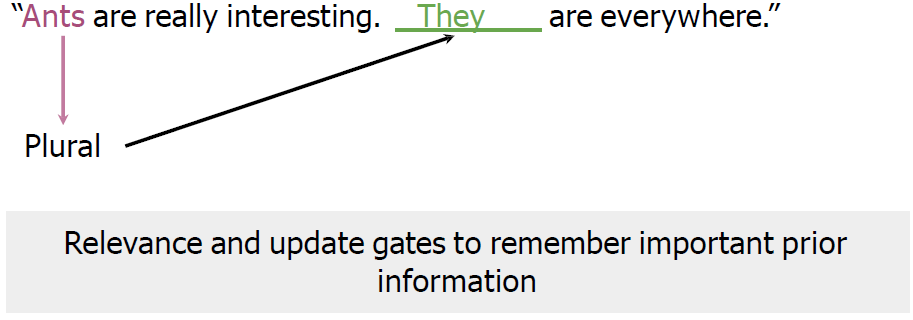 “Ants are really interesting. They are everywhere.”
Plural
Relevance and update gates to remember important prior
information